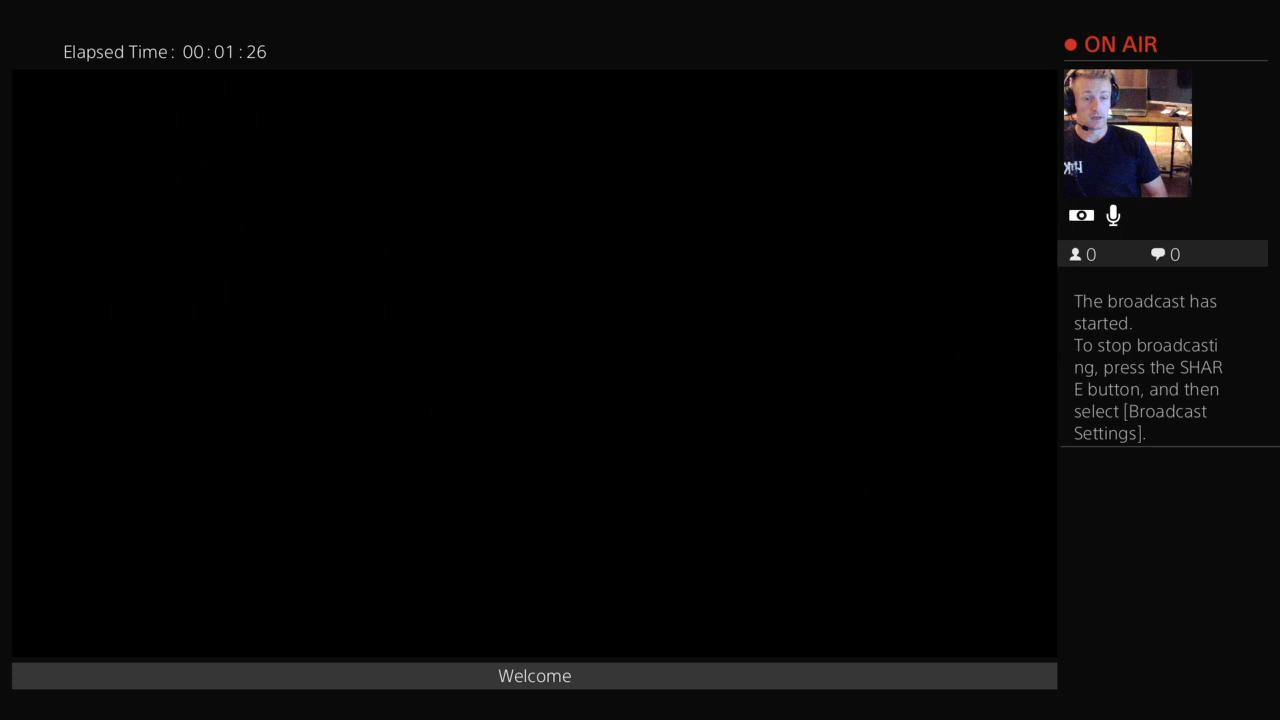 Elapsed Time: 00:01:26
ON AIR
0 0
The broadcast has
started.
To stop broadcasti
ng, press the SHAR
E button, and then
select [Broadcast
Settings].
Welcome